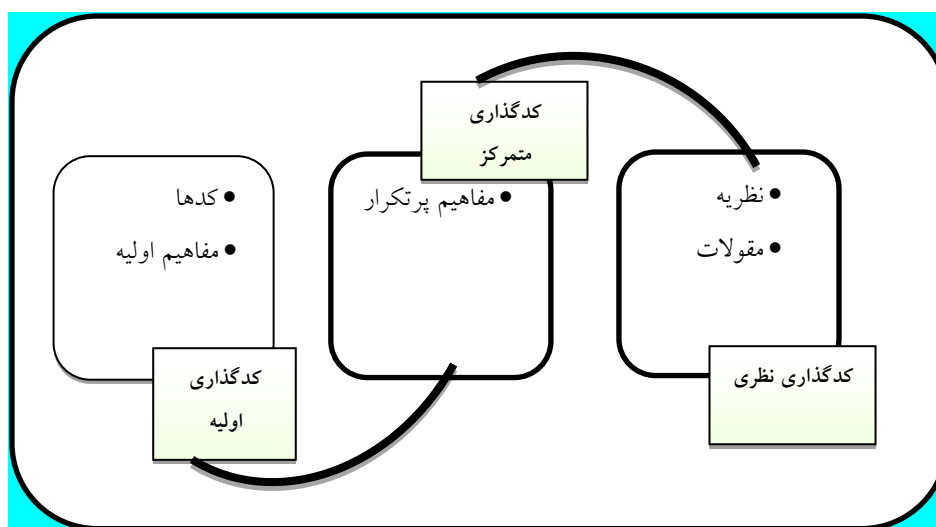 کدگذاری
متمرکز
• کدها
• مفاهیم اولیه
کدگذاری
اولیه
• مفاهیم پرتکرار
• نظریه
• مقولات
کدگذاری نظری